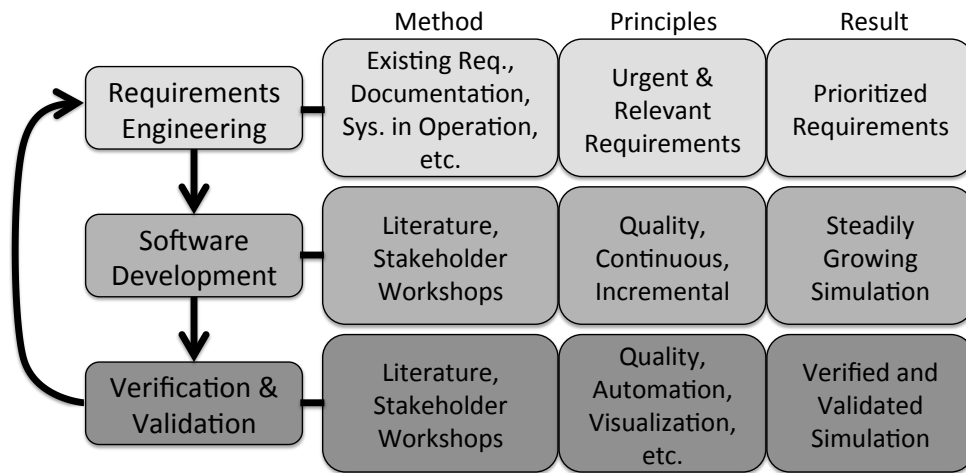 Method
Principles
Result
Requirements
Engineering
Existing Req.,
Documentation,
Sys. in Operation,
etc.
Urgent &
Relevant
Requirements
Prioritized
Requirements
Software
Development
Literature,
Stakeholder
Workshops
Quality,
Continuous,
Incremental
Steadily
Growing
Simulation
Verification &
Validation
Literature,
Stakeholder
Workshops
Quality,
Automation,
Visualization,
etc.
Verified and
Validated
Simulation